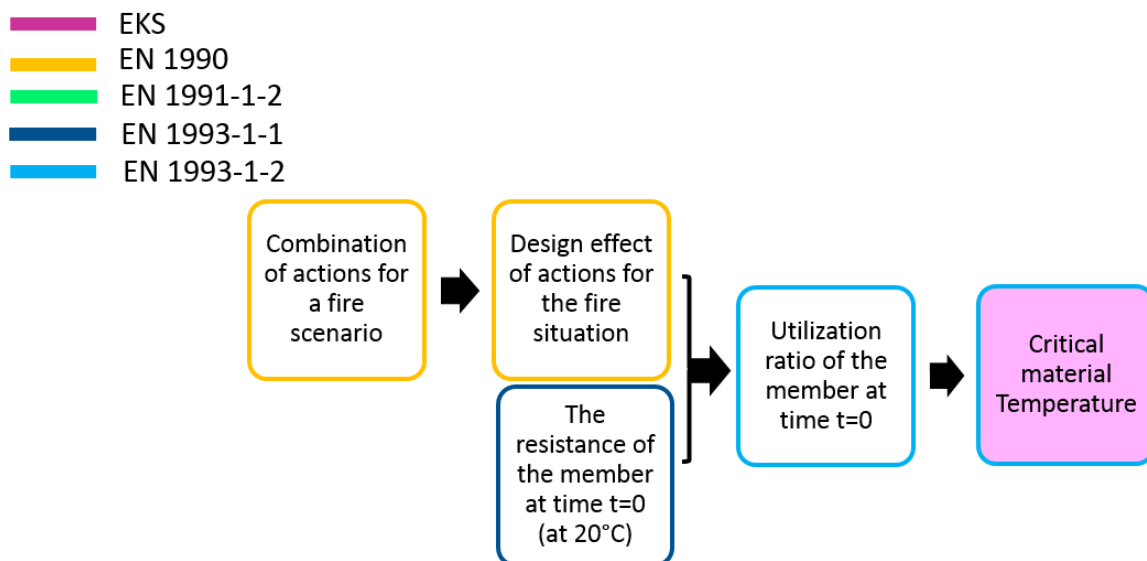 EKS
EN 1990
EN 1991-1-2
EN 1993-1-1
EN 1993-1-2
Combination
of actions for
a fire
scenario
Design effect
of actions for
the fire
situation
The
resistance of
the member
at time t=0
(at 20°C)
Utilization
ratio of the
member at
time t=0
Critical
material
Temperature